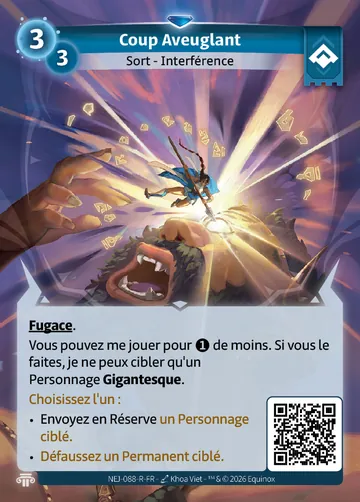 3
3
Coup Aveuglant
Sort - Interférence
Fugace.
Vous pouvez me jouer pour 1 de moins. Si vous le
faites, je ne peux cibler qu'un
Personnage Gigantesque.
Choisissez l'un :
• Envoyez en Réserve un Personnage
ciblé.
• Défaussez un Permanent ciblé.
NEJ-088-R-FR - Khoa Viet - ™ & © 2026 Equinox